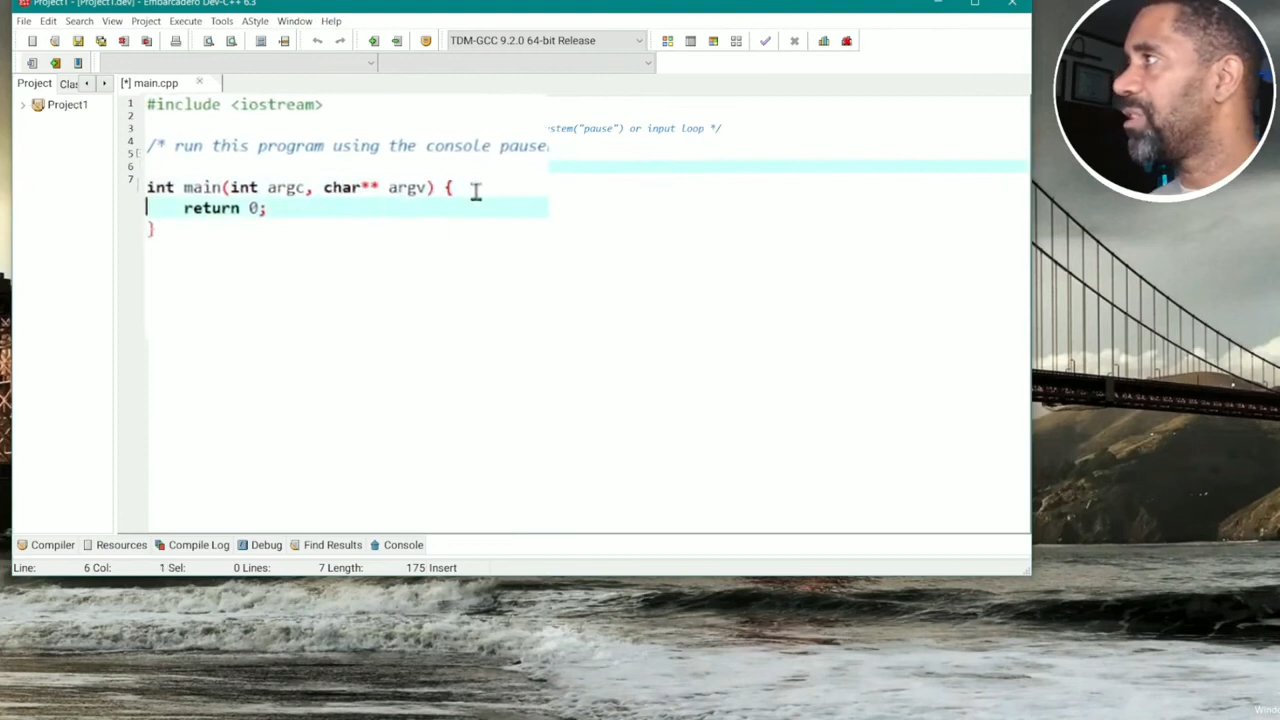 Project1 - [Project1.dev] - Embarcadero Dev-C++ 6.3
File Edit Search View Project Execute Tools AStyle Window Help
TDM-GCC 9.2.0 64-bit Release
Project Clas [*] main.cpp
Project1
1 #include <iostream>
2
3 /* run this program using the console pause
ystem("pause") or input loop */
4
5 int main(int argc, char** argv) {
6 return 0;
7 }
Compiler Resources Compile Log Debug Find Results Console
Line: 6 Col: 1 Sel: 0 Lines: 7 Length: 175 Insert